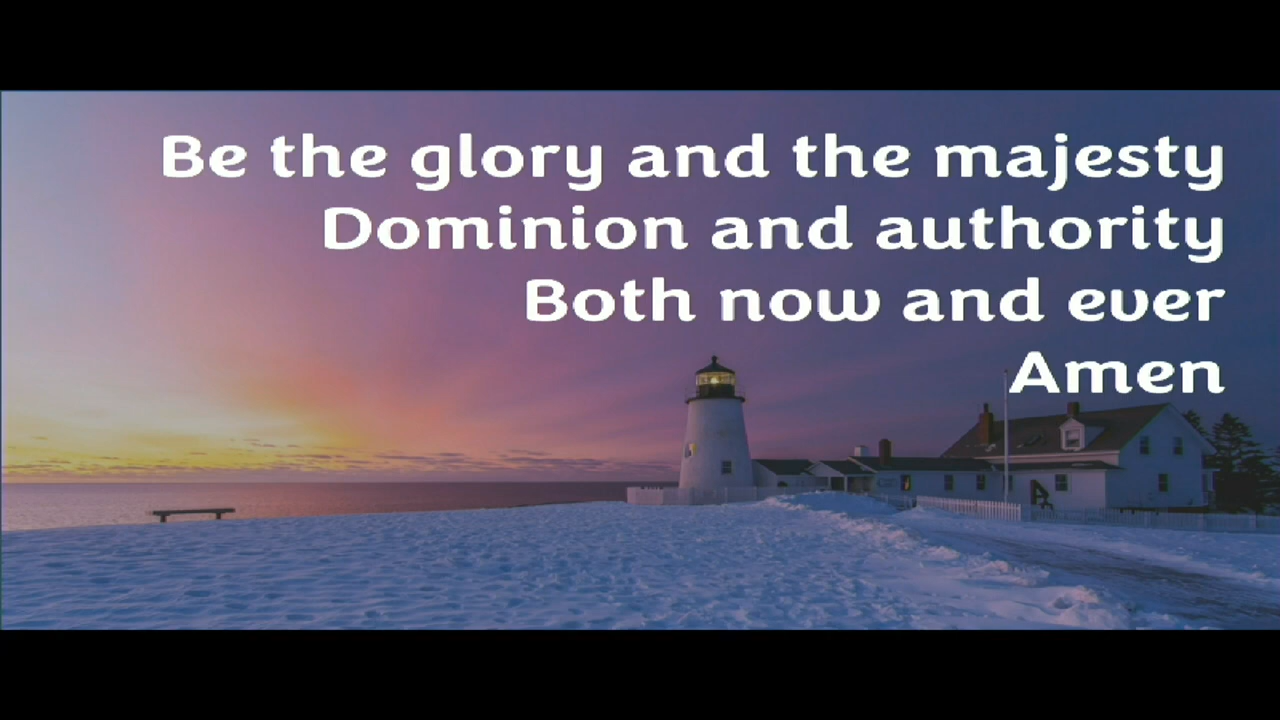 Be the glory and the majesty
Dominion and authority
Both now and ever
Amen